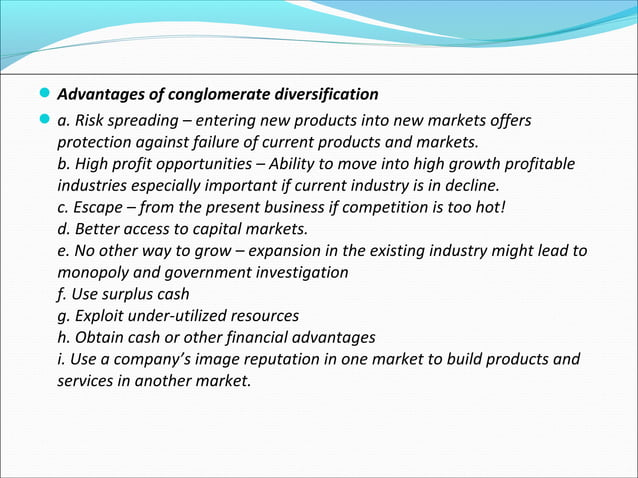 Advantages of conglomerate diversification
a. Risk spreading – entering new products into new markets offers
protection against failure of current products and markets.
b. High profit opportunities – Ability to move into high growth profitable
industries especially important if current industry is in decline.
c. Escape – from the present business if competition is too hot!
d. Better access to capital markets.
e. No other way to grow – expansion in the existing industry might lead to
monopoly and government investigation
f. Use surplus cash
g. Exploit under-utilized resources
h. Obtain cash or other financial advantages
i. Use a company’s image reputation in one market to build products and
services in another market.